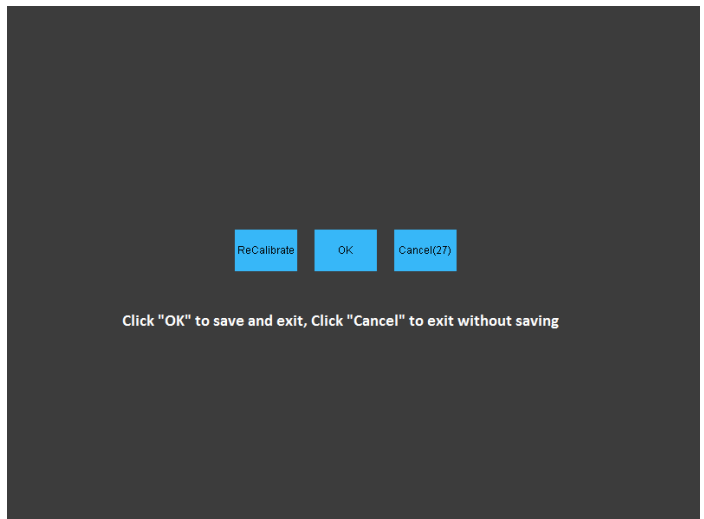 ReCalibrate OK Cancel(27)
Click "OK" to save and exit, Click "Cancel" to exit without saving